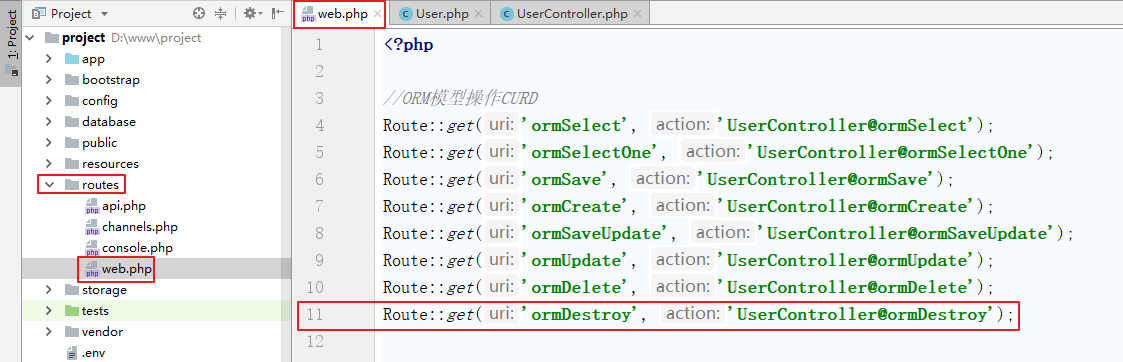 1: Project
Project
project D:\www\project
app
bootstrap
config
database
public
resources
routes
php api.php
php channels.php
php console.php
php web.php
storage
tests
vendor
.env
php web.php
C User.php
C UserController.php
1 <?php
2
3 //ORM模型操作CURD
4 Route::get( uri: 'ormSelect', action: 'UserController@ormSelect');
5 Route::get( uri: 'ormSelectOne', action: 'UserController@ormSelectOne');
6 Route::get( uri: 'ormSave', action: 'UserController@ormSave');
7 Route::get( uri: 'ormCreate', action: 'UserController@ormCreate');
8 Route::get( uri: 'ormSaveUpdate', action: 'UserController@ormSaveUpdate');
9 Route::get( uri: 'ormUpdate', action: 'UserController@ormUpdate');
10 Route::get( uri: 'ormDelete', action: 'UserController@ormDelete');
11 Route::get( uri: 'ormDestroy', action: 'UserController@ormDestroy');
12